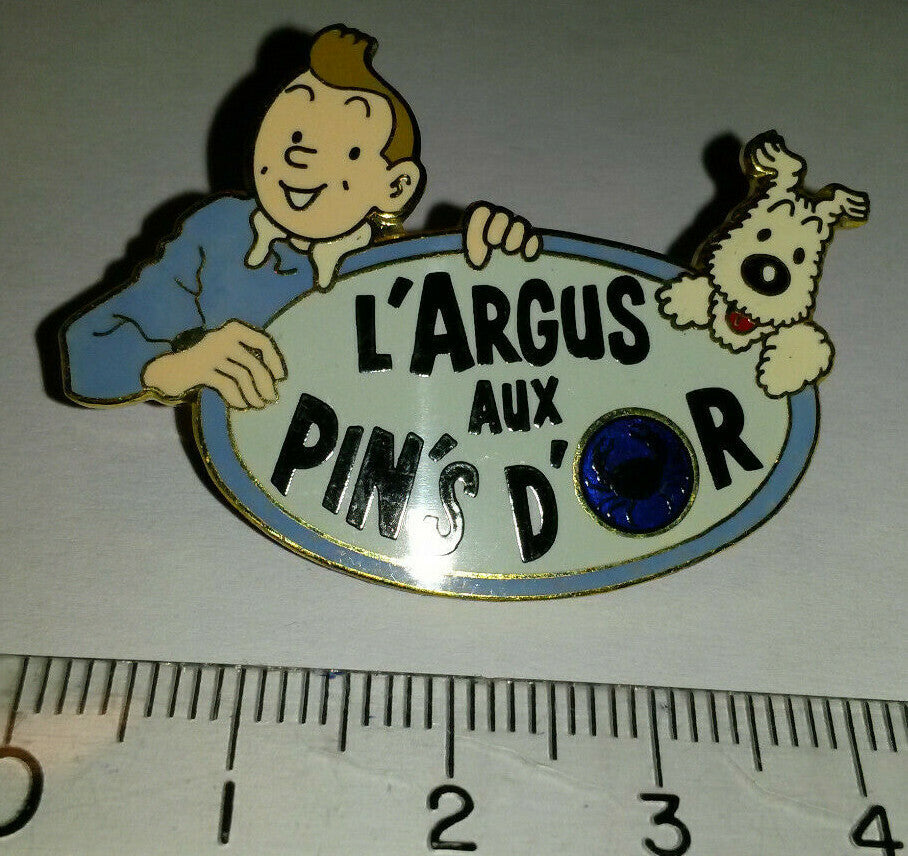 L'ARGUS
AUX
PIN'S D'OR
0 1 2 3 4